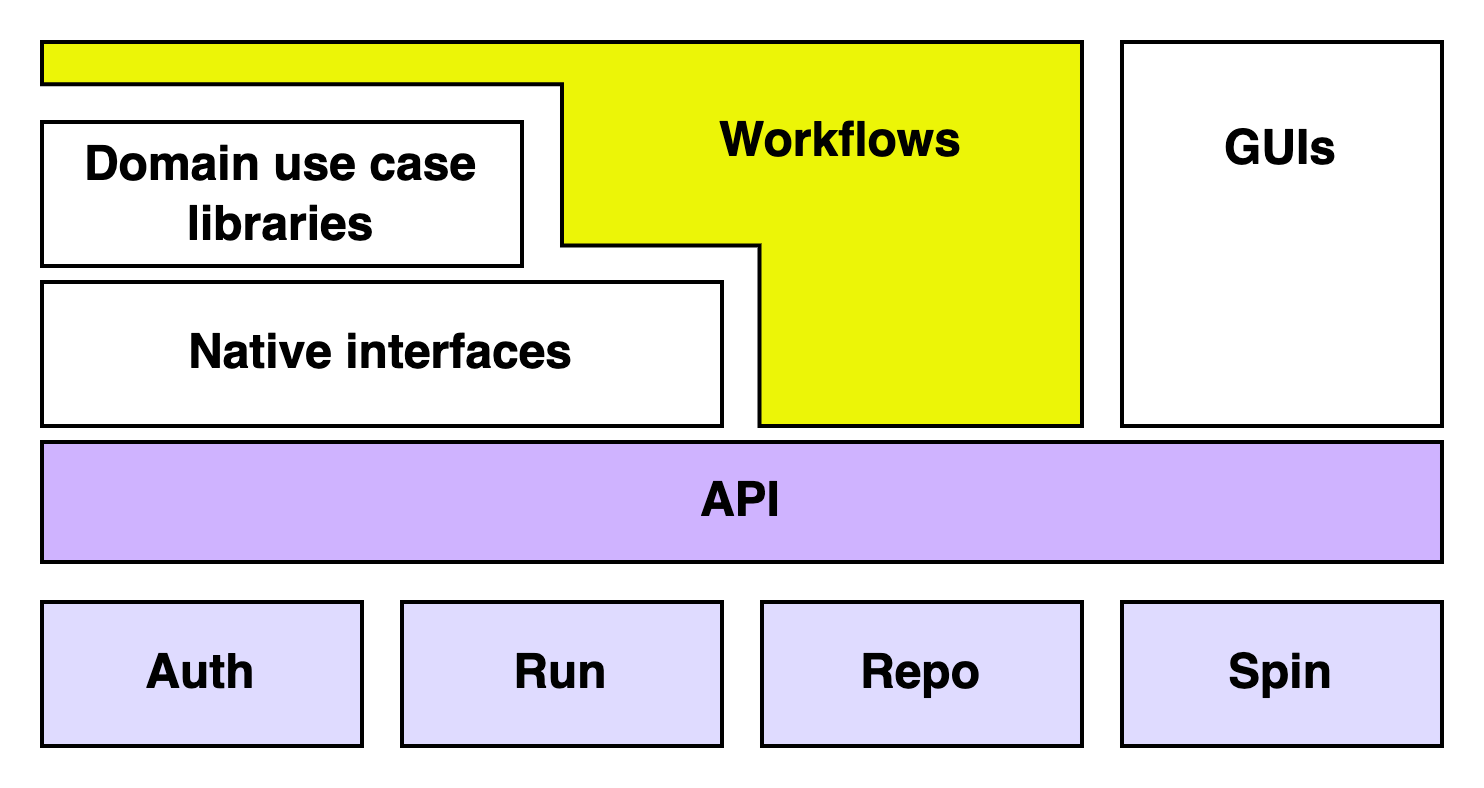 Workflows
GUIs
Domain use case
libraries
Native interfaces
API
Auth
Run
Repo
Spin